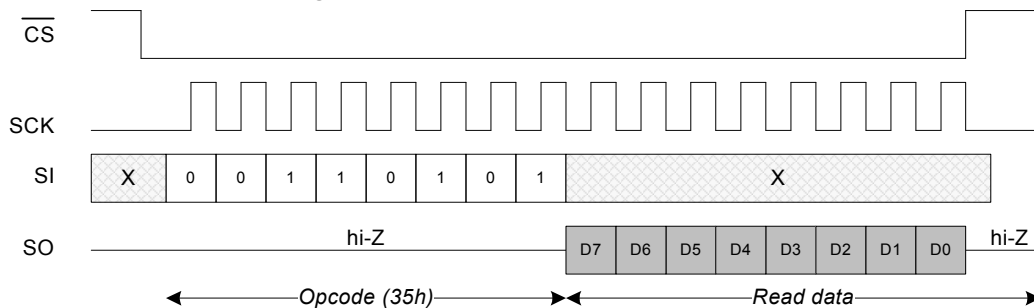 CS
SCK
SI X 0 0 1 1 0 1 0 1 X
SO hi-Z D7 D6 D5 D4 D3 D2 D1 D0 hi-Z
Opcode (35h) Read data